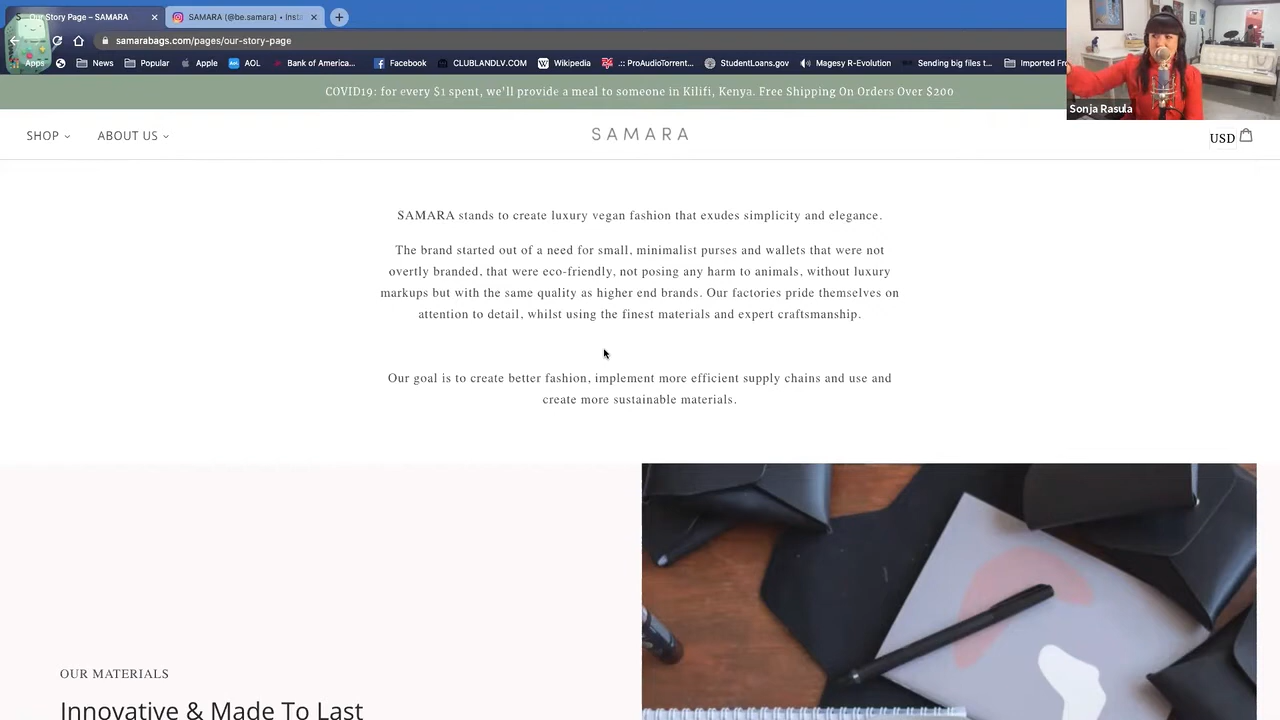 Our Story Page – SAMARA
SAMARA (@be.samara) • Insta
samarabags.com/pages/our-story-page
Apps
News
Popular
Apple
AOL
Bank of America...
Facebook
CLUBLANDLV.COM
Wikipedia
.:: ProAudioTorrent...
StudentLoans.gov
Magesy R-Evolution
Sending big files t...
Imported Fro
Sonja Rasula
COVID19: for every $1 spent, we'll provide a meal to someone in Kilifi, Kenya. Free Shipping On Orders Over $200
SHOP
ABOUT US
SAMARA
USD
SAMARA stands to create luxury vegan fashion that exudes simplicity and elegance.
The brand started out of a need for small, minimalist purses and wallets that were not
overtly branded, that were eco-friendly, not posing any harm to animals, without luxury
markups but with the same quality as higher end brands. Our factories pride themselves on
attention to detail, whilst using the finest materials and expert craftsmanship.
Our goal is to create better fashion, implement more efficient supply chains and use and
create more sustainable materials.
OUR MATERIALS
Innovative & Made To Last